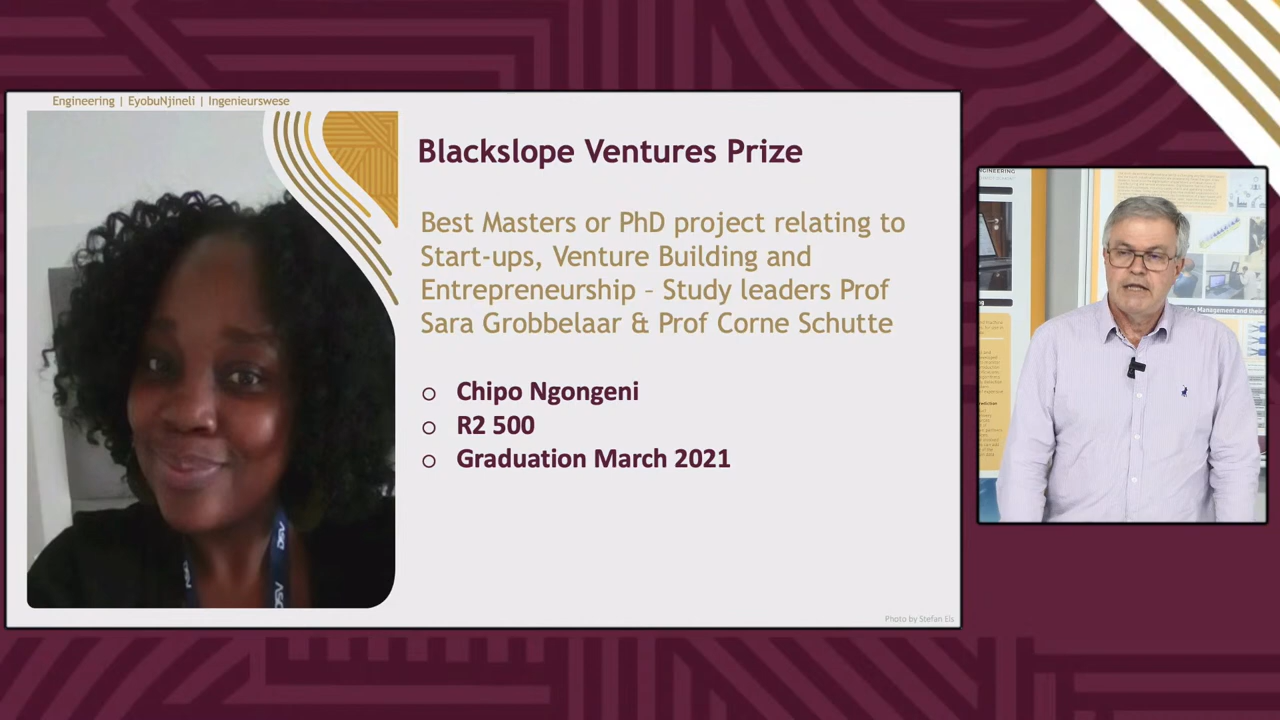 Engineering | EyobuNjineli | Ingenieurswese
Blackslope Ventures Prize
Best Masters or PhD project relating to
Start-ups, Venture Building and
Entrepreneurship – Study leaders Prof
Sara Grobbelaar & Prof Corne Schutte
Chipo Ngongeni
R2 500
Graduation March 2021
Photo by Stefan Els